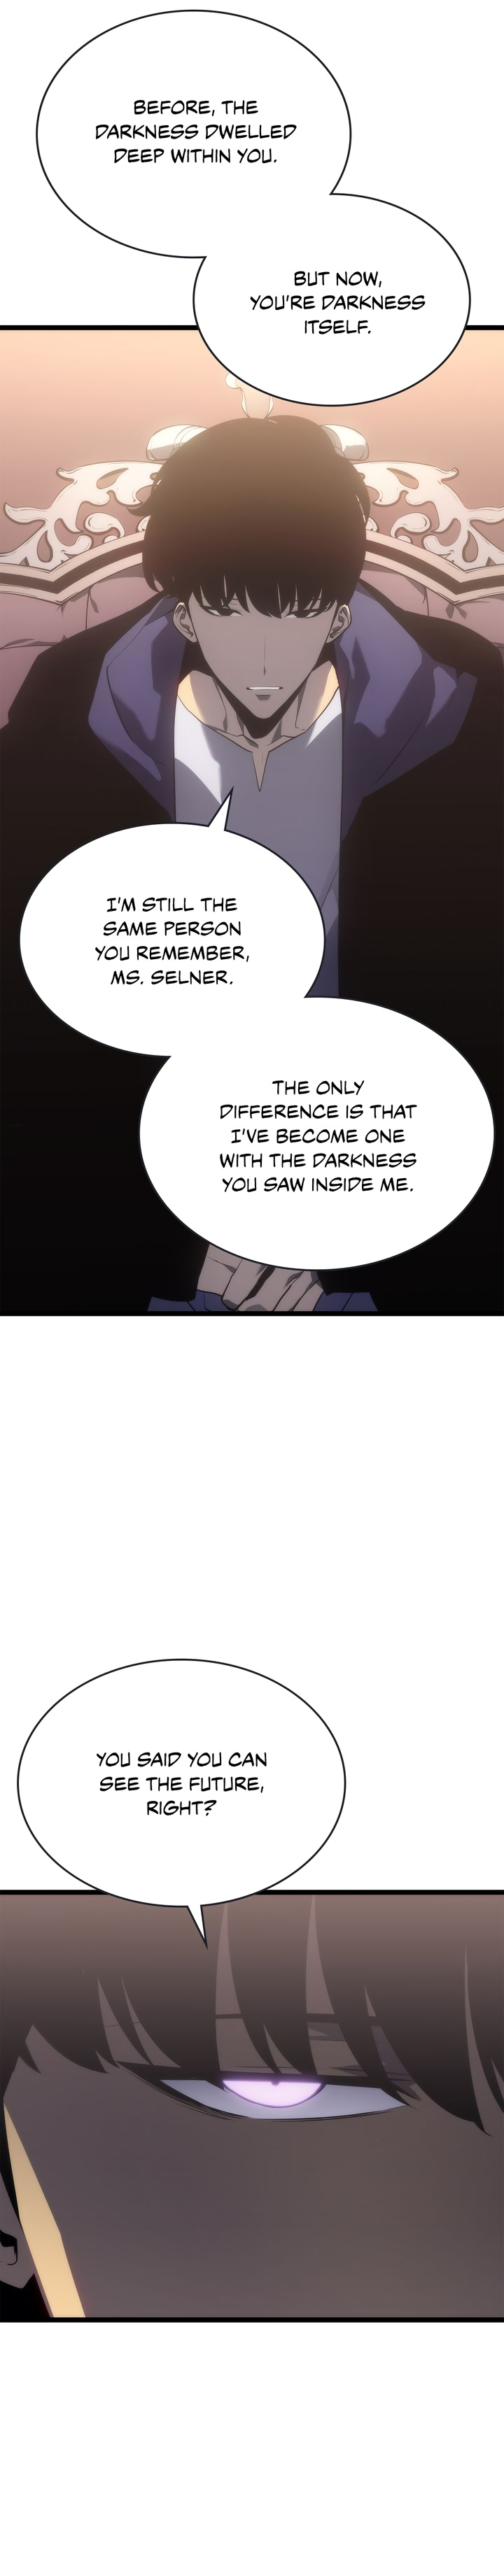 BEFORE, THE
DARKNESS DWELLED
DEEP WITHIN YOU.
BUT NOW,
YOU'RE DARKNESS
ITSELF.
I'M STILL THE
SAME PERSON
YOU REMEMBER,
MS. SELNER.
THE ONLY
DIFFERENCE IS THAT
I'VE BECOME ONE
WITH THE DARKNESS
YOU SAW INSIDE ME.
YOU SAID YOU CAN
SEE THE FUTURE,
RIGHT?